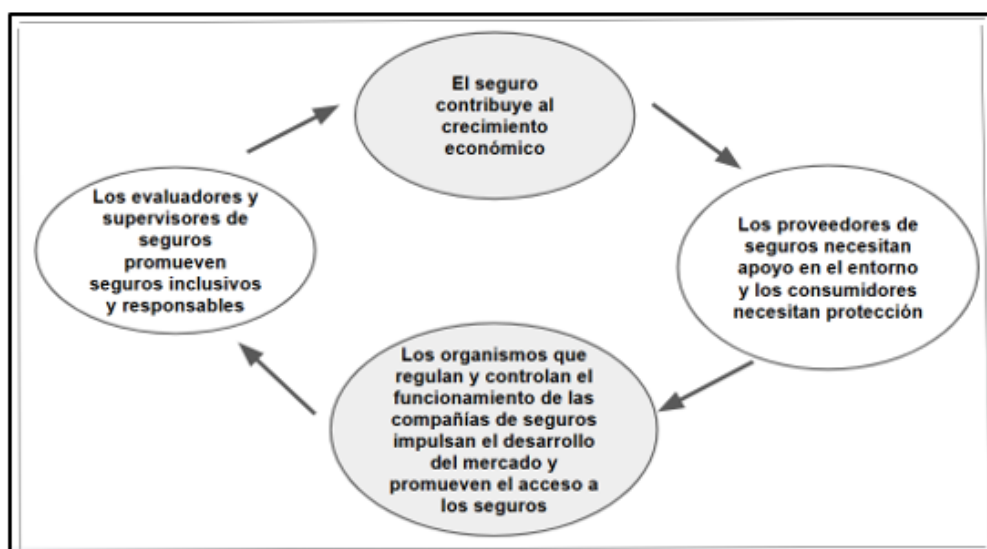 El seguro
contribuye al
crecimiento
económico
Los proveedores de
seguros necesitan
apoyo en el entorno
y los consumidores
necesitan protección
Los organismos que
regulan y controlan el
funcionamiento de las
compañías de seguros
impulsan el desarrollo
del mercado y
promueven el acceso a
los seguros
Los evaluadores y
supervisores de
seguros
promueven
seguros inclusivos
y responsables